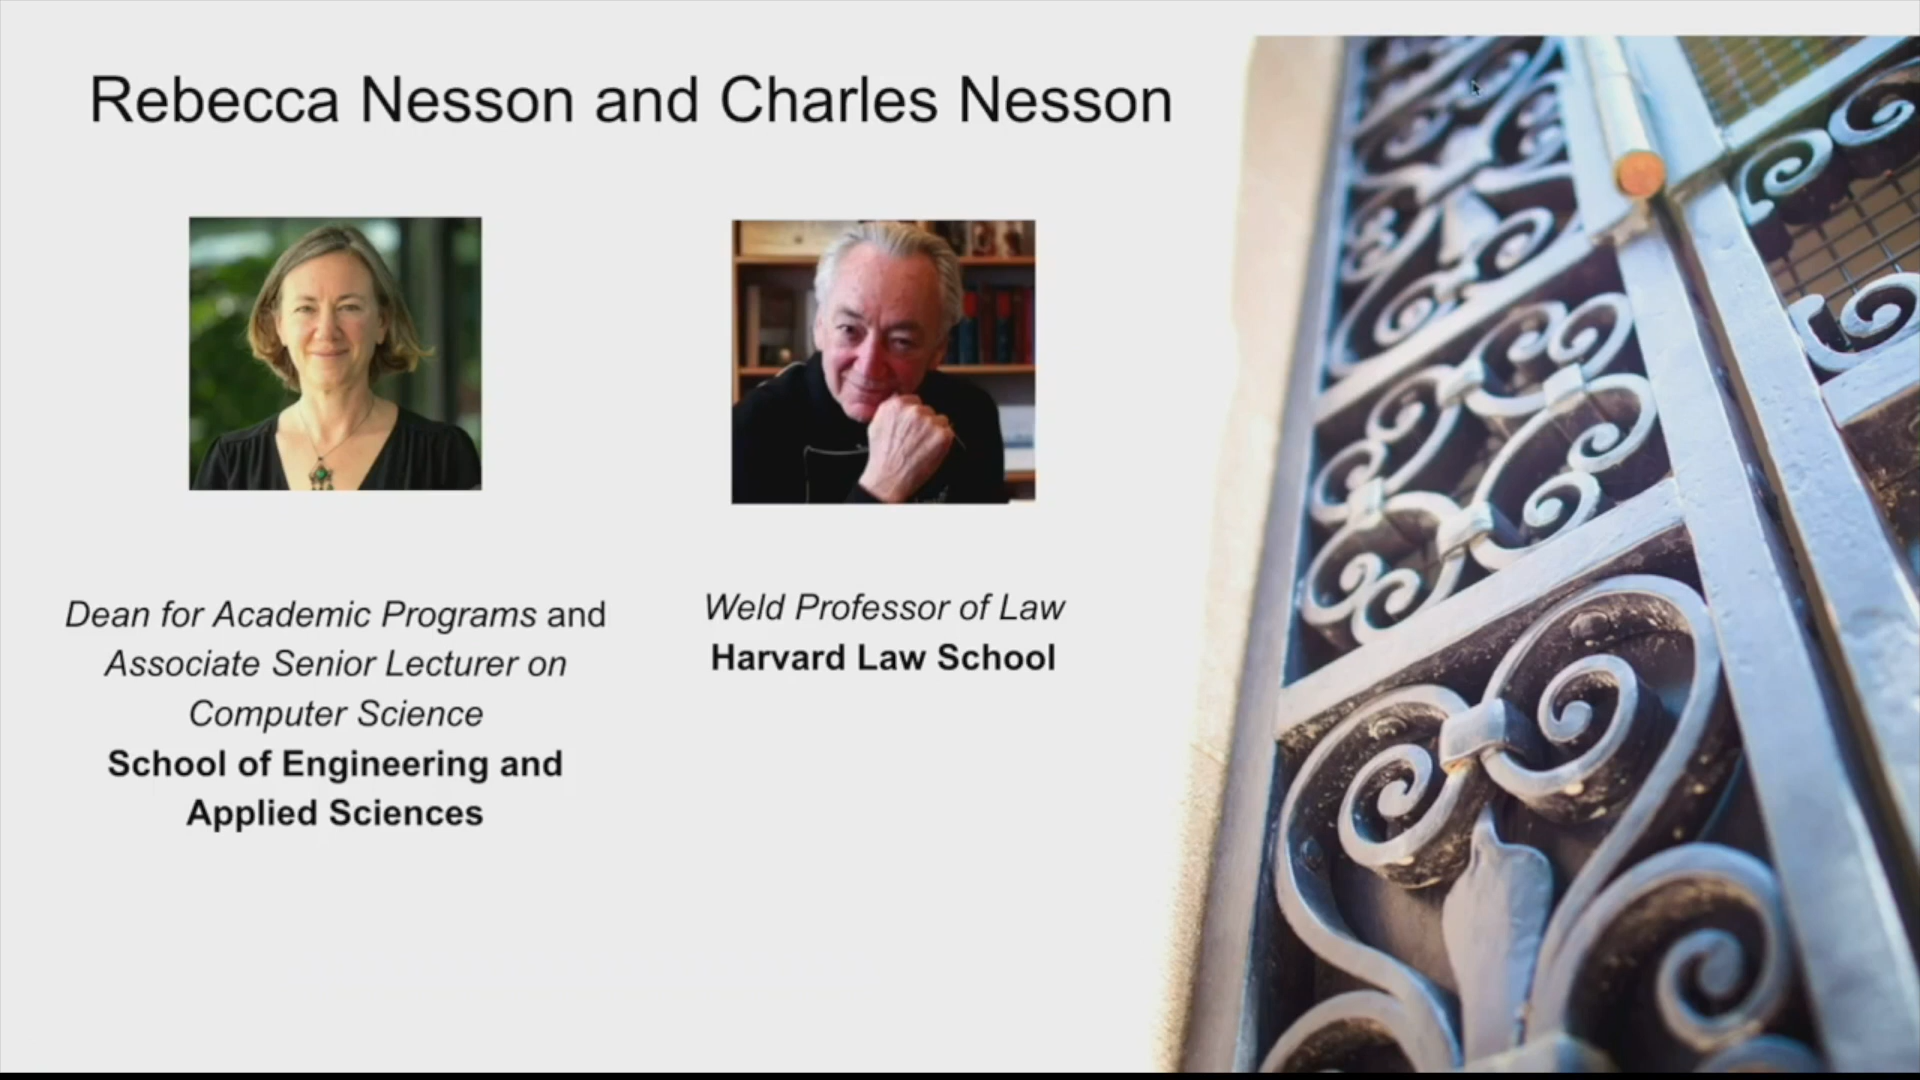 Rebecca Nesson and Charles Nesson
Dean for Academic Programs and
Associate Senior Lecturer on
Computer Science
School of Engineering and
Applied Sciences
Weld Professor of Law
Harvard Law School